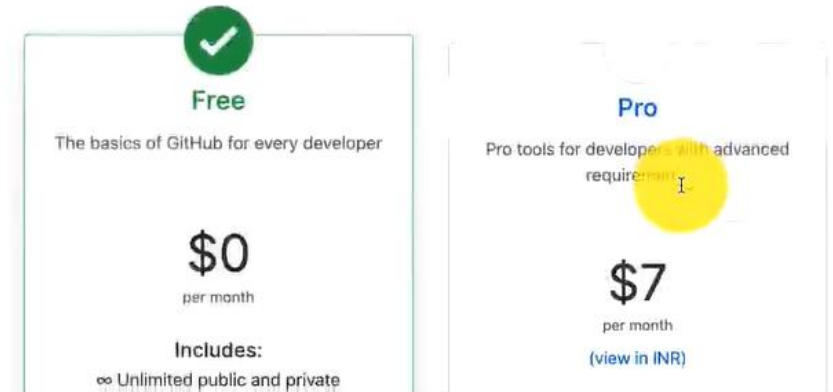 Free
The basics of GitHub for every developer
$0
per month
Includes:
∞ Unlimited public and private
Pro
Pro tools for developers with advanced
requirements
$7
per month
(view in INR)